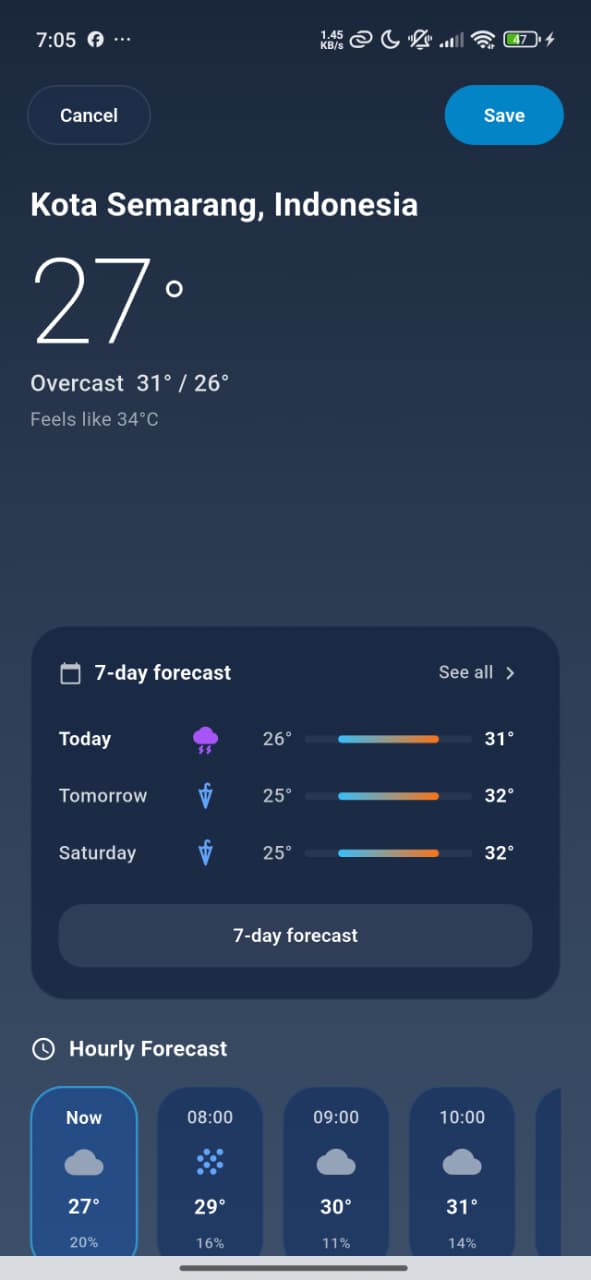 7:05 ...
1.45
KB/s
47
Cancel
Save
Kota Semarang, Indonesia
27°
Overcast 31° / 26°
Feels like 34°C
7-day forecast
See all
Today 26° 31°
Tomorrow 25° 32°
Saturday 25° 32°
7-day forecast
Hourly Forecast
Now 08:00 09:00 10:00
27° 29° 30° 31°
20% 16% 11% 14%